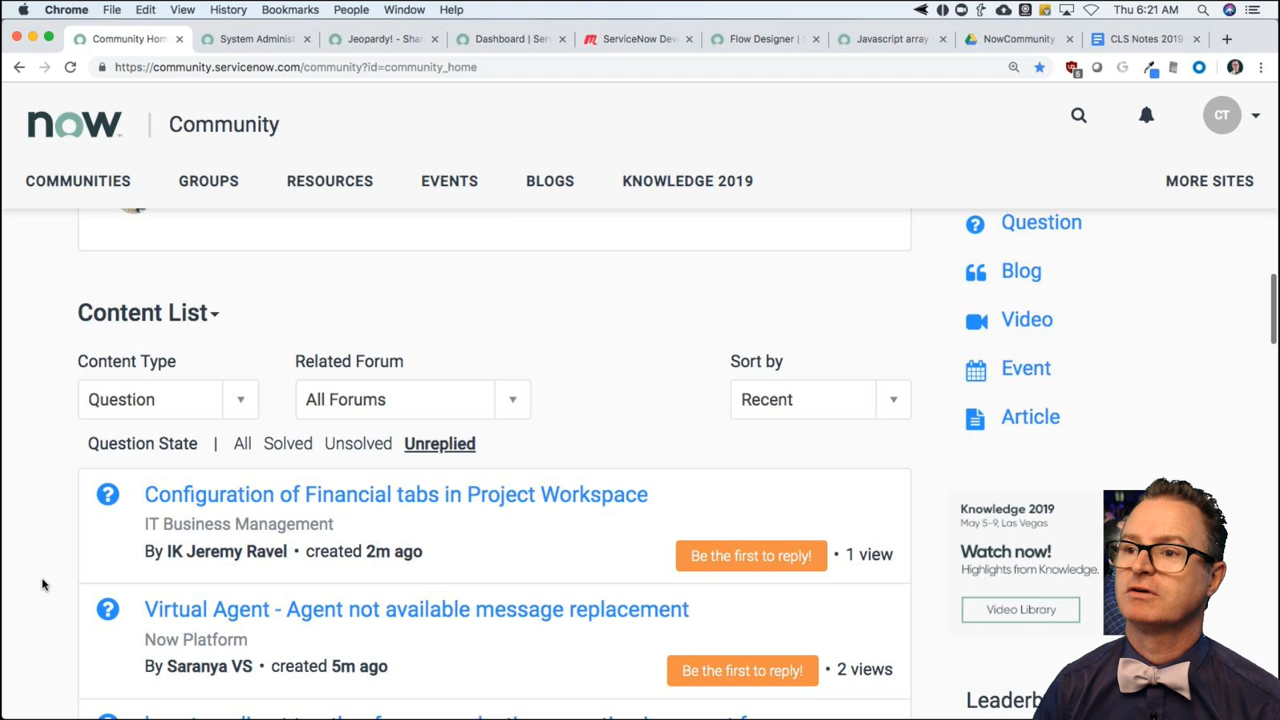 Chrome File Edit View History Bookmarks People Window Help Thu 6:21 AM
Community Hom System Administ Jeopardy! - Shar Dashboard | Serv ServiceNow Deve Flow Designer | S Javascript array NowCommunity CLS Notes 2019
https://community.servicenow.com/community?id=community_home 6
now Community CT
COMMUNITIES GROUPS RESOURCES EVENTS BLOGS KNOWLEDGE 2019 MORE SITES
Question
Blog
Video
Event
Article
Content List
Content Type Related Forum Sort by
Question All Forums Recent
Question State | All Solved Unsolved Unreplied
Configuration of Financial tabs in Project Workspace
IT Business Management
By IK Jeremy Ravel • created 2m ago
Be the first to reply! • 1 view
Virtual Agent - Agent not available message replacement
Now Platform
By Saranya VS • created 5m ago
Be the first to reply! • 2 views
Knowledge 2019
May 5-9, Las Vegas
Watch now!
Highlights from Knowledge.
Video Library
Leaderb